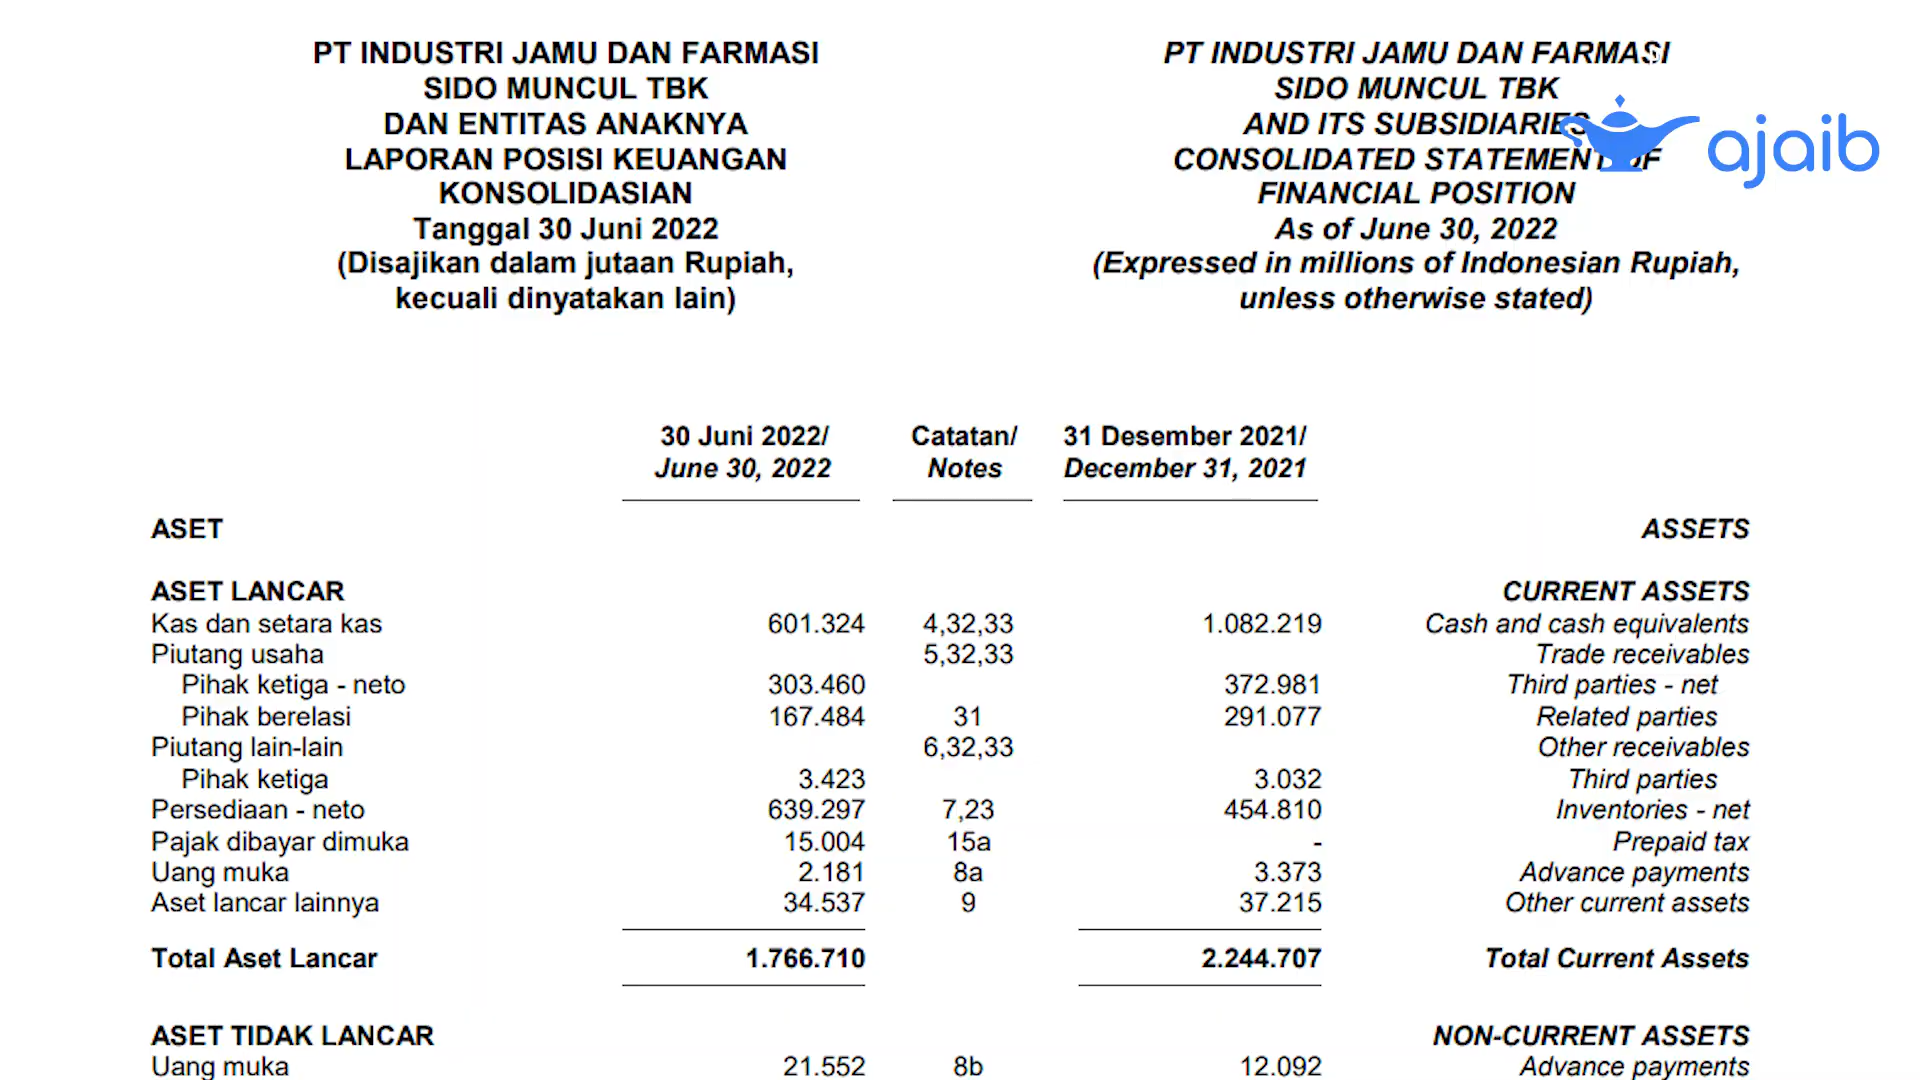 PT INDUSTRI JAMU DAN FARMASI
SIDO MUNCUL TBK
DAN ENTITAS ANAKNYA
LAPORAN POSISI KEUANGAN
KONSOLIDASIAN
Tanggal 30 Juni 2022
(Disajikan dalam jutaan Rupiah,
kecuali dinyatakan lain)
PT INDUSTRI JAMU DAN FARMASI
SIDO MUNCUL TBK
AND ITS SUBSIDIARIES
CONSOLIDATED STATEMENT OF
FINANCIAL POSITION
As of June 30, 2022
(Expressed in millions of Indonesian Rupiah,
unless otherwise stated)
ajaib
30 Juni 2022/ Catatan/ 31 Desember 2021/
June 30, 2022 Notes December 31, 2021
ASET ASSETS
ASET LANCAR CURRENT ASSETS
Kas dan setara kas 601.324 4,32,33 1.082.219 Cash and cash equivalents
Piutang usaha 5,32,33 Trade receivables
Pihak ketiga - neto 303.460 372.981 Third parties - net
Pihak berelasi 167.484 31 291.077 Related parties
Piutang lain-lain 6,32,33 Other receivables
Pihak ketiga 3.423 3.032 Third parties
Persediaan - neto 639.297 7,23 454.810 Inventories - net
Pajak dibayar dimuka 15.004 15a - Prepaid tax
Uang muka 2.181 8a 3.373 Advance payments
Aset lancar lainnya 34.537 9 37.215 Other current assets
Total Aset Lancar 1.766.710 2.244.707 Total Current Assets
ASET TIDAK LANCAR NON-CURRENT ASSETS
Uang muka 21.552 8b 12.092 Advance payments